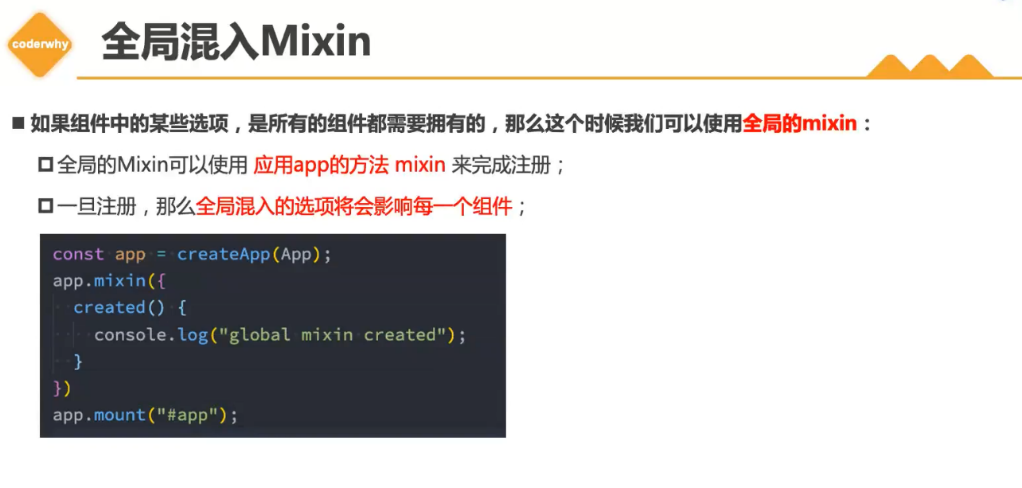 coderwhy
全局混入Mixin
如果组件中的某些选项，是所有的组件都需要拥有的，那么这个时候我们可以使用全局的mixin：
全局的Mixin可以使用 应用app的方法 mixin 来完成注册；
一旦注册，那么全局混入的选项将会影响每一个组件；
const app = createApp(App);
app.mixin({
  created() {
    console.log("global mixin created");
  }
})
app.mount("#app");